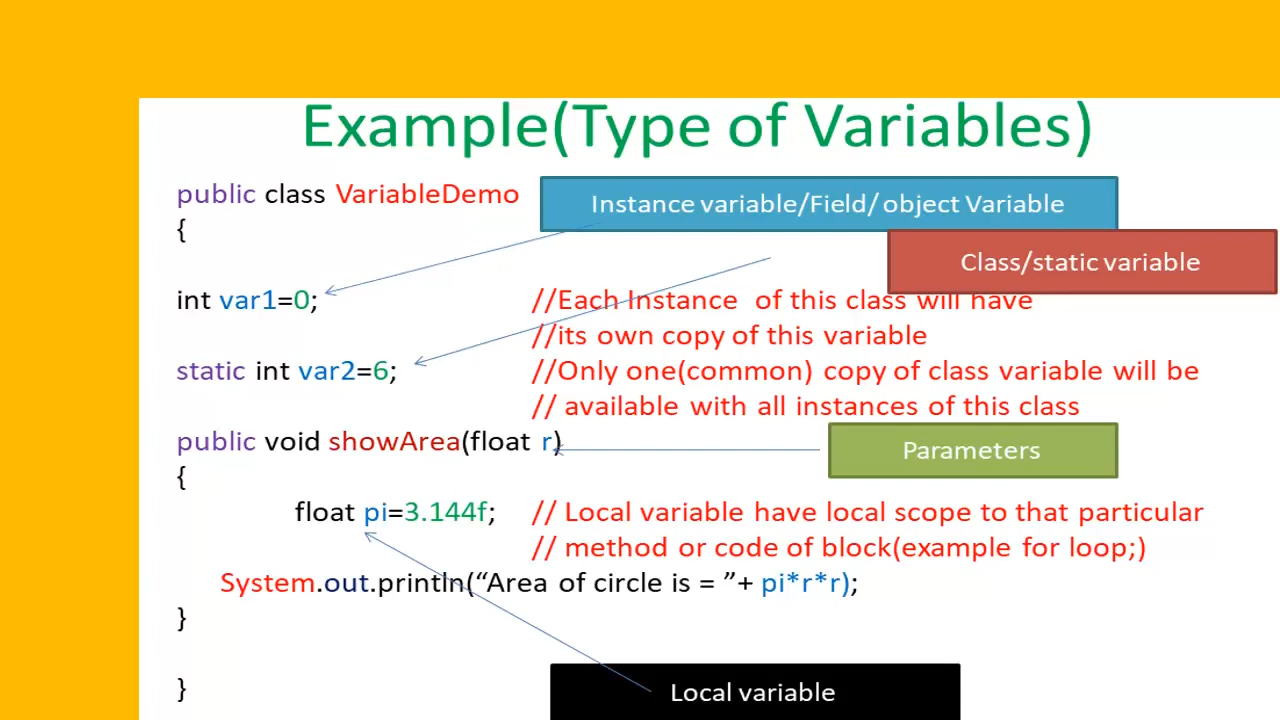 Example(Type of Variables)
public class VariableDemo
Instance variable/Field/ object Variable
{
Class/static variable
int var1=0; //Each Instance of this class will have
//its own copy of this variable
static int var2=6; //Only one(common) copy of class variable will be
// available with all instances of this class
public void showArea(float r)
Parameters
{
float pi=3.144f; // Local variable have local scope to that particular
// method or code of block(example for loop;)
System.out.println(“Area of circle is = ”+ pi*r*r);
}
}
Local variable